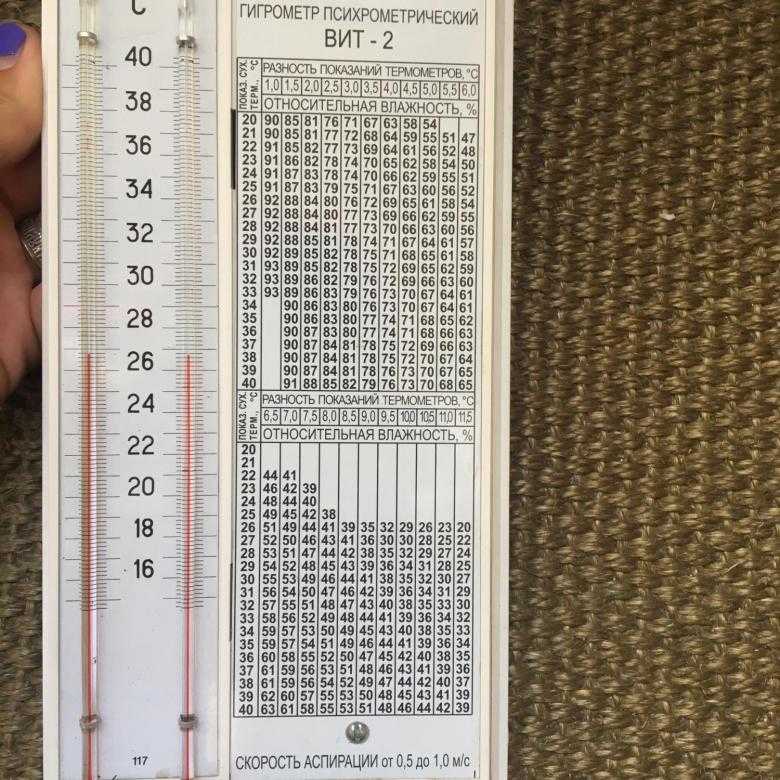 C
40
38
36
34
32
30
28
26
24
22
20
18
16
117
ГИГРОМЕТР ПСИХРОМЕТРИЧЕСКИЙ
ВИТ - 2
ПОКАЗ. СУХ. ТЕРМ., °C
РАЗНОСТЬ ПОКАЗАНИЙ ТЕРМОМЕТРОВ, °C
1,0 1,5 2,0 2,5 3,0 3,5 4,0 4,5 5,0 5,5 6,0
ОТНОСИТЕЛЬНАЯ ВЛАЖНОСТЬ, %
20 90 85 81 76 71 67 63 58 54
21 90 85 81 77 72 68 64 59 55 51 47
22 91 85 82 77 73 69 64 61 56 52 48
23 91 86 82 78 74 70 65 62 58 54 50
24 91 87 83 78 74 70 66 62 59 55 51
25 91 87 83 79 75 71 67 63 60 56 52
26 92 88 84 80 76 72 69 65 61 58 54
27 92 88 84 80 77 73 69 66 62 59 55
28 92 88 84 81 77 73 70 66 63 60 56
29 92 88 85 81 78 74 71 67 64 61 57
30 92 89 85 82 78 75 71 68 65 61 58
31 93 89 85 82 78 75 72 69 65 62 59
32 93 89 86 82 79 76 72 69 66 63 60
33 93 89 86 83 79 76 73 70 67 64 61
34 90 86 83 80 76 73 70 67 64 61
35 90 86 83 80 77 74 71 68 65 62
36 90 87 83 80 77 74 71 68 66 63
37 90 87 84 81 78 75 72 69 66 63
38 90 87 84 81 78 75 72 70 67 64
39 90 87 84 81 78 76 73 70 67 65
40 91 88 85 82 79 76 73 70 68 65
ПОКАЗ. СУХ. ТЕРМ., °C
РАЗНОСТЬ ПОКАЗАНИЙ ТЕРМОМЕТРОВ, °C
6,5 7,0 7,5 8,0 8,5 9,0 9,5 10,0 10,5 11,0 11,5
ОТНОСИТЕЛЬНАЯ ВЛАЖНОСТЬ, %
20
21
22 44 41
23 46 42 39
24 48 44 40
25 49 45 42 38
26 51 49 44 41 39 35 32 29 26 23 20
27 52 50 46 43 41 36 30 30 28 25 22
28 53 51 47 44 42 38 35 32 29 27 24
29 54 52 48 45 43 39 36 34 31 28 25
30 55 53 49 46 44 41 38 35 32 30 27
31 56 54 50 47 46 42 39 36 34 31 29
32 57 55 51 48 47 43 40 38 35 33 30
33 58 56 52 49 48 44 41 39 36 34 32
34 59 57 53 50 49 45 43 40 38 35 33
35 59 57 54 51 49 46 44 41 39 36 34
36 60 58 55 52 50 47 45 42 40 38 35
37 61 59 56 53 51 48 46 43 41 39 36
38 61 59 56 54 52 49 47 44 42 40 37
39 62 60 57 55 53 50 48 45 43 41 39
40 63 61 58 55 53 51 48 46 44 42 39
СКОРОСТЬ АСПИРАЦИИ от 0,5 до 1,0 м/с